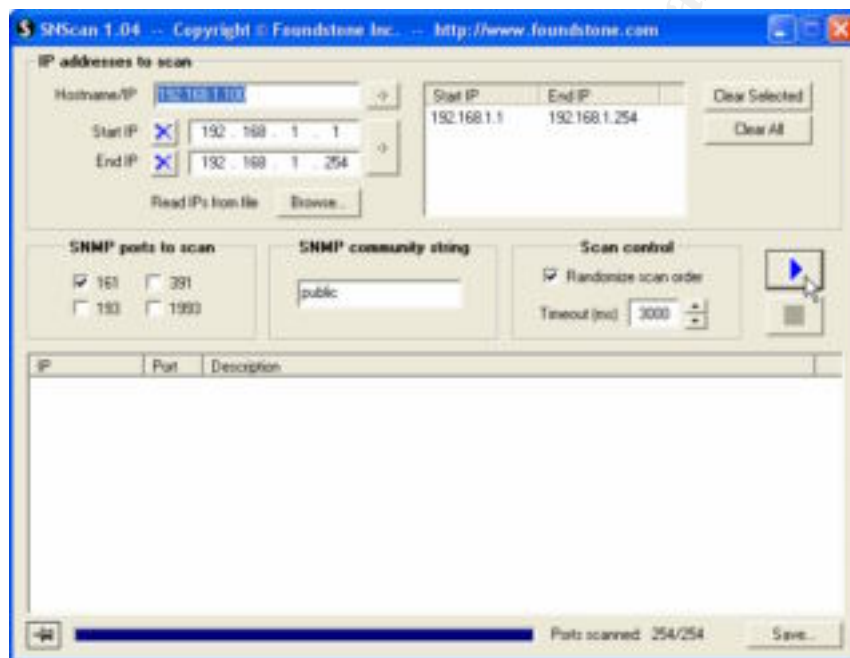 SNScan 1.04 -- Copyright © Foundstone Inc. -- http://www.foundstone.com
IP addresses to scan
Hostname/IP 192.168.1.100
Start IP 192 . 168 . 1 . 1
End IP 192 . 168 . 1 . 254
Read IPs from file Browse...
Start IP End IP
192.168.1.1 192.168.1.254
Clear Selected
Clear All
SNMP ports to scan
161 391
193 1993
SNMP community string
public
Scan control
Randomize scan order
Timeout (ms) 3000
IP Port Description
Ports scanned: 254/254 Save...